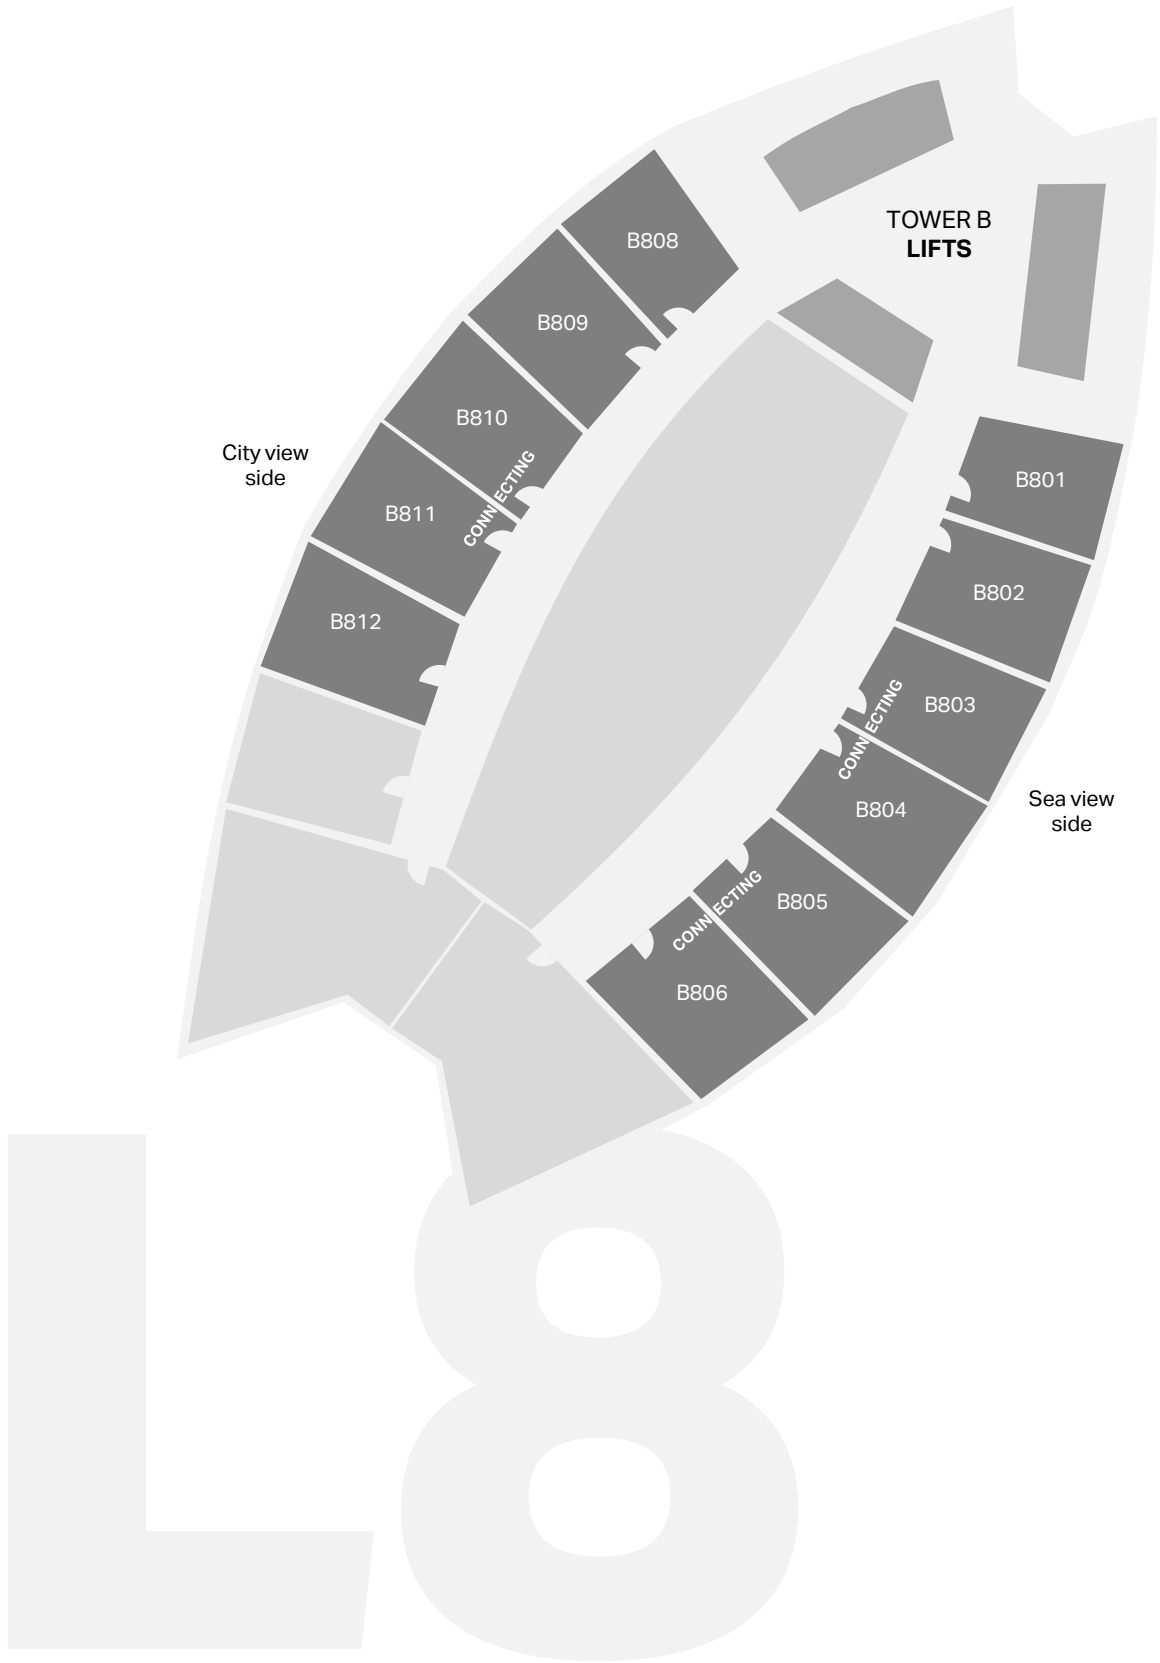 TOWER B
LIFTS
B808
B809
B810
CONNECTING
B811
B812
City view
side
B801
B802
B803
CONNECTING
B804
B805
CONNECTING
B806
Sea view
side
L8